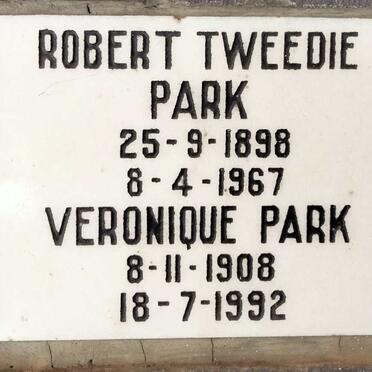 ROBERT TWEEDIE
PARK
25-9-1898
8-4-1967
VERONIQUE PARK
8-11-1908
18-7-1992